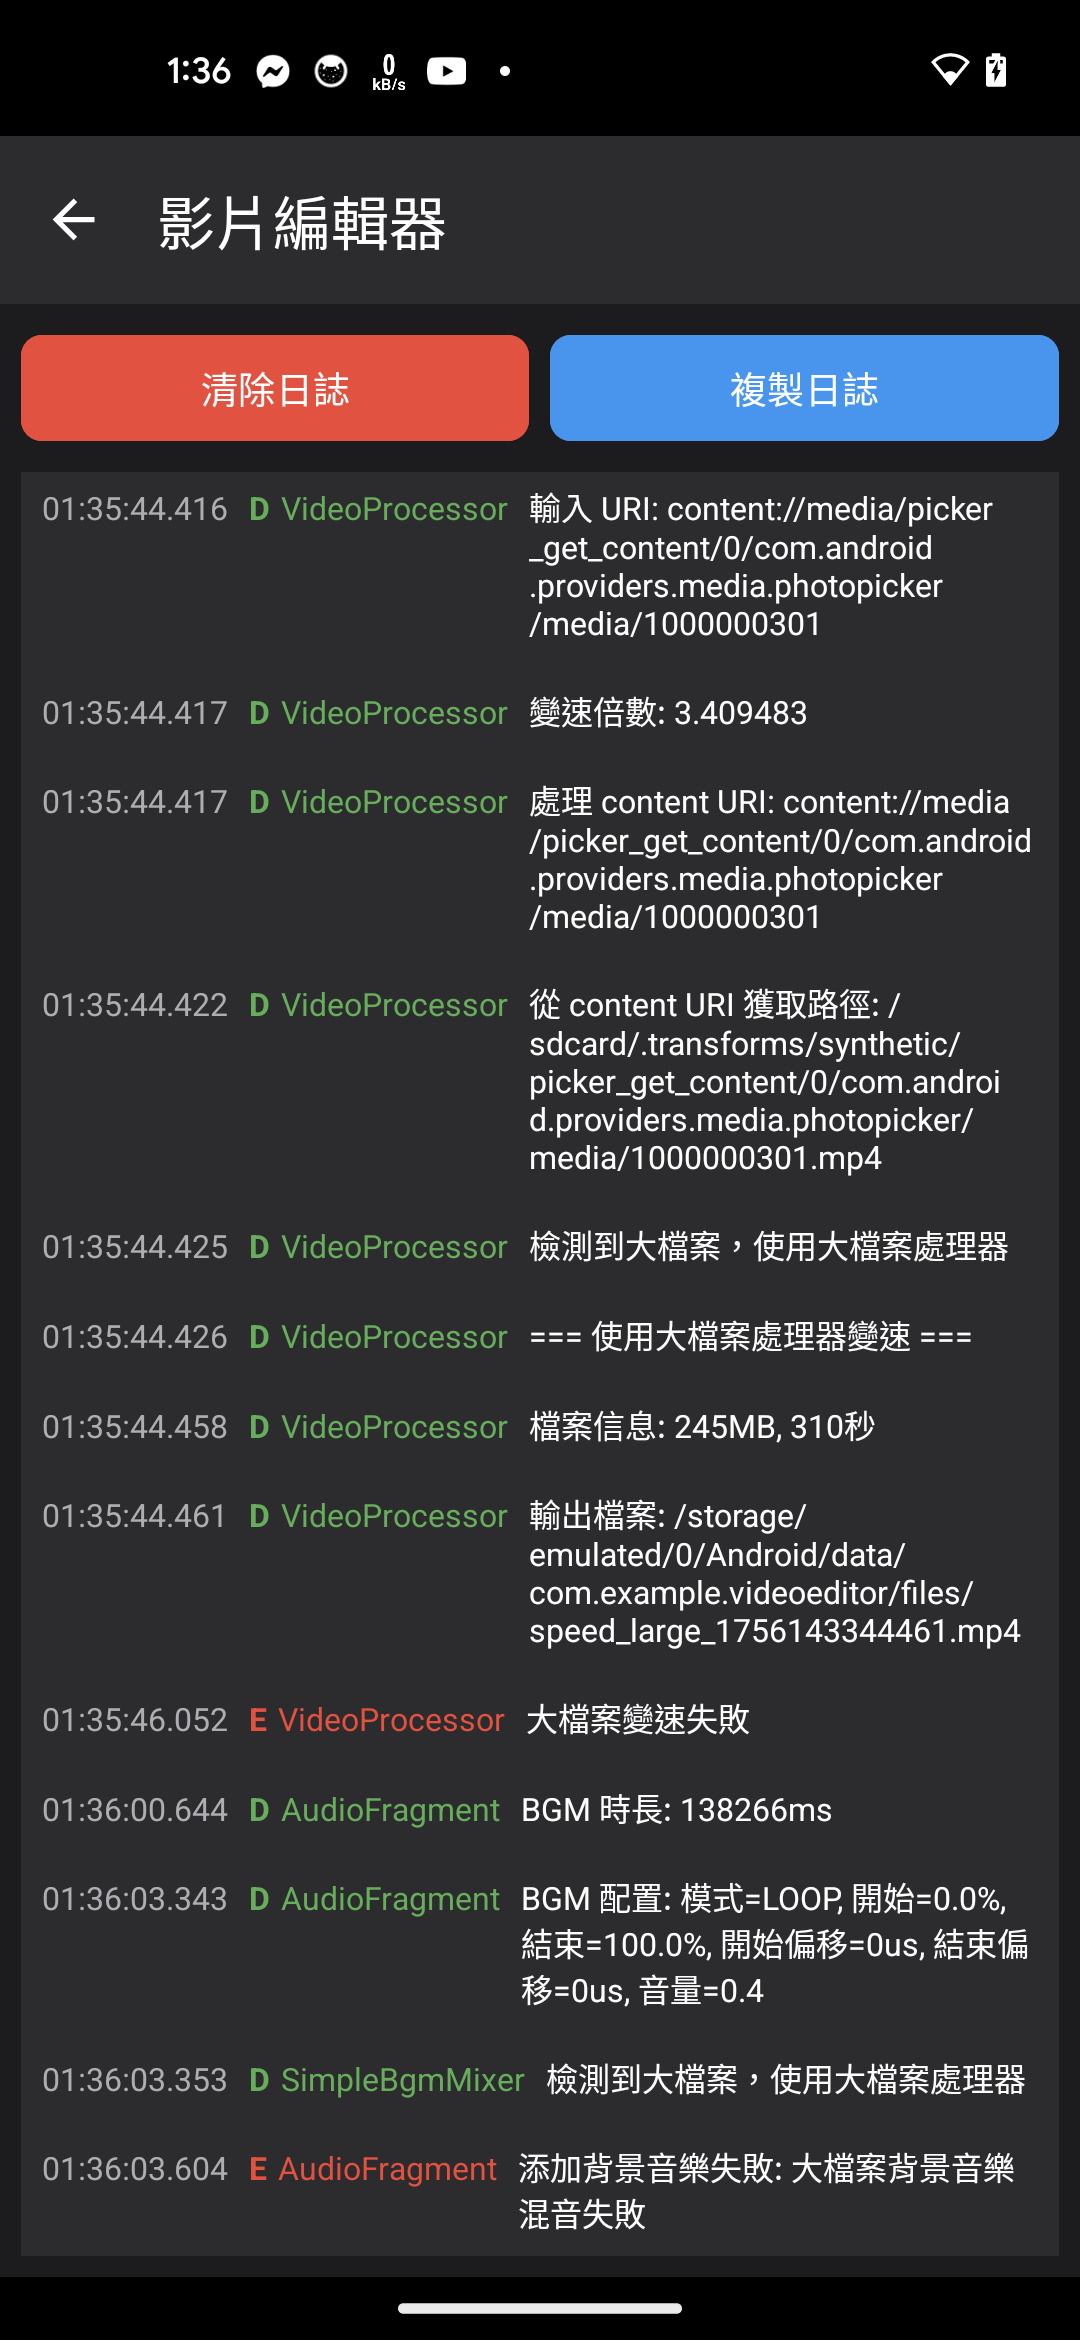 1:36
0
kB/s
影片編輯器
清除日誌
複製日誌
01:35:44.416 D VideoProcessor 輸入 URI: content://media/picker
_get_content/0/com.android
.providers.media.photopicker
/media/1000000301
01:35:44.417 D VideoProcessor 變速倍數: 3.409483
01:35:44.417 D VideoProcessor 處理 content URI: content://media
/picker_get_content/0/com.android
.providers.media.photopicker
/media/1000000301
01:35:44.422 D VideoProcessor 從 content URI 獲取路徑: /
sdcard/.transforms/synthetic/
picker_get_content/0/com.androi
d.providers.media.photopicker/
media/1000000301.mp4
01:35:44.425 D VideoProcessor 檢測到大檔案，使用大檔案處理器
01:35:44.426 D VideoProcessor === 使用大檔案處理器變速 ===
01:35:44.458 D VideoProcessor 檔案信息: 245MB, 310秒
01:35:44.461 D VideoProcessor 輸出檔案: /storage/
emulated/0/Android/data/
com.example.videoeditor/files/
speed_large_1756143344461.mp4
01:35:46.052 E VideoProcessor 大檔案變速失敗
01:36:00.644 D AudioFragment BGM 時長: 138266ms
01:36:03.343 D AudioFragment BGM 配置: 模式=LOOP, 開始=0.0%,
結束=100.0%, 開始偏移=0us, 結束偏
移=0us, 音量=0.4
01:36:03.353 D SimpleBgmMixer 檢測到大檔案，使用大檔案處理器
01:36:03.604 E AudioFragment 添加背景音樂失敗: 大檔案背景音樂
混音失敗